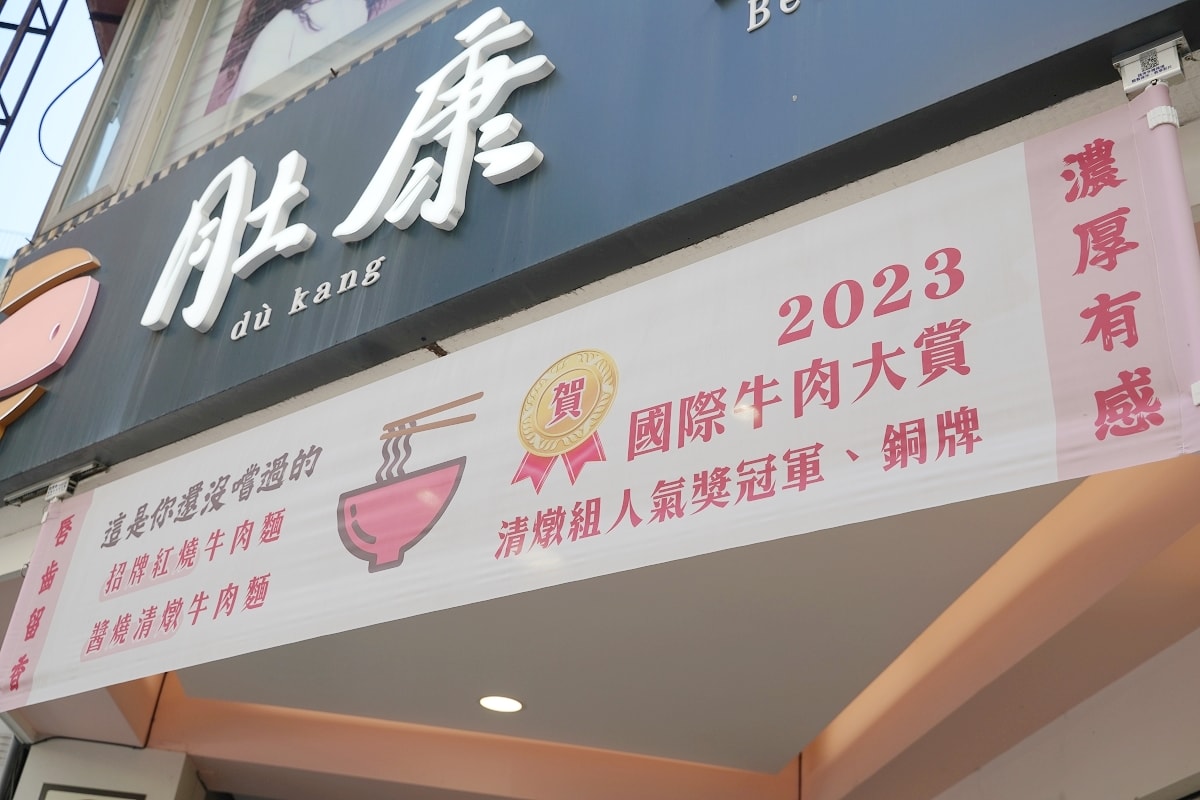 肚康
dù kang
Be
唇齒留香
這是你還沒嚐過的
招牌紅燒牛肉麵
醬燒清燉牛肉麵
賀
2023
國際牛肉大賞
清燉組人氣獎冠軍、銅牌
濃厚有感